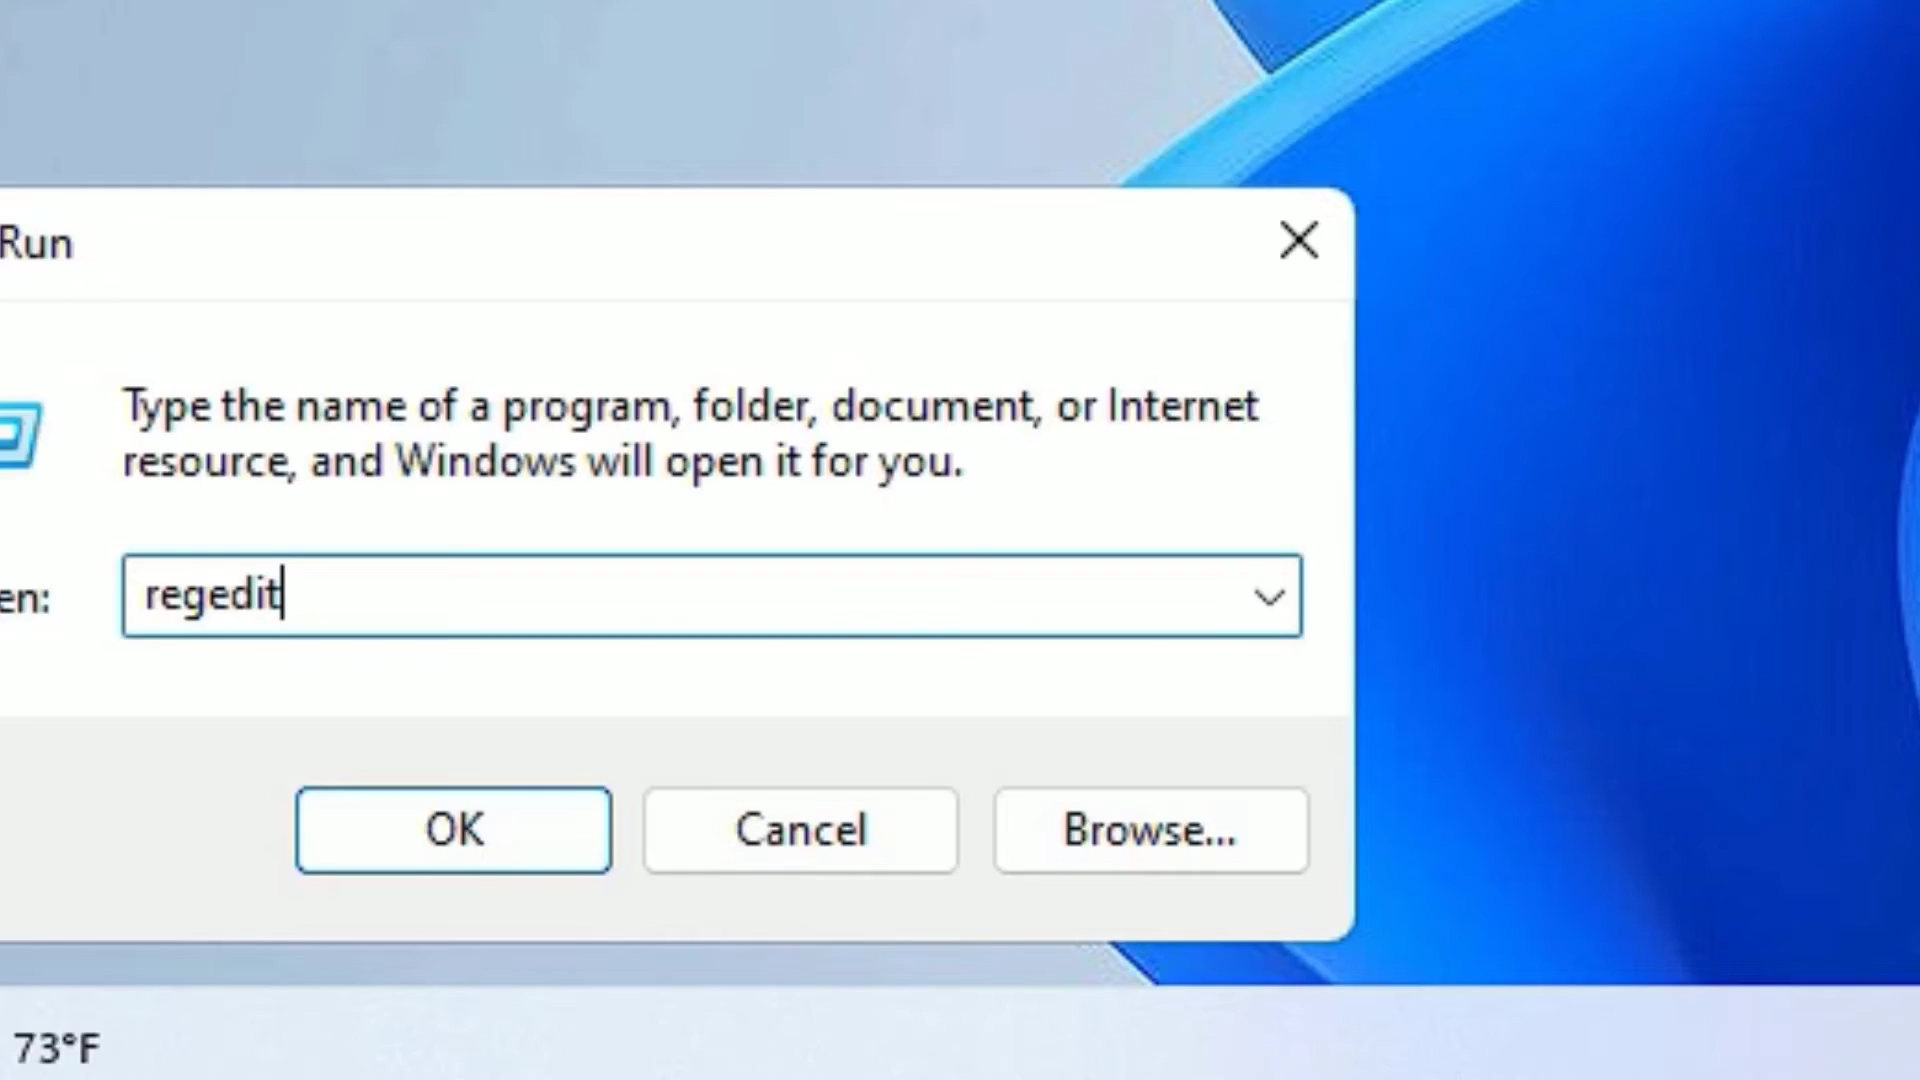 Run
Type the name of a program, folder, document, or Internet
resource, and Windows will open it for you.
en:
regedit
OK
Cancel
Browse...
73°F